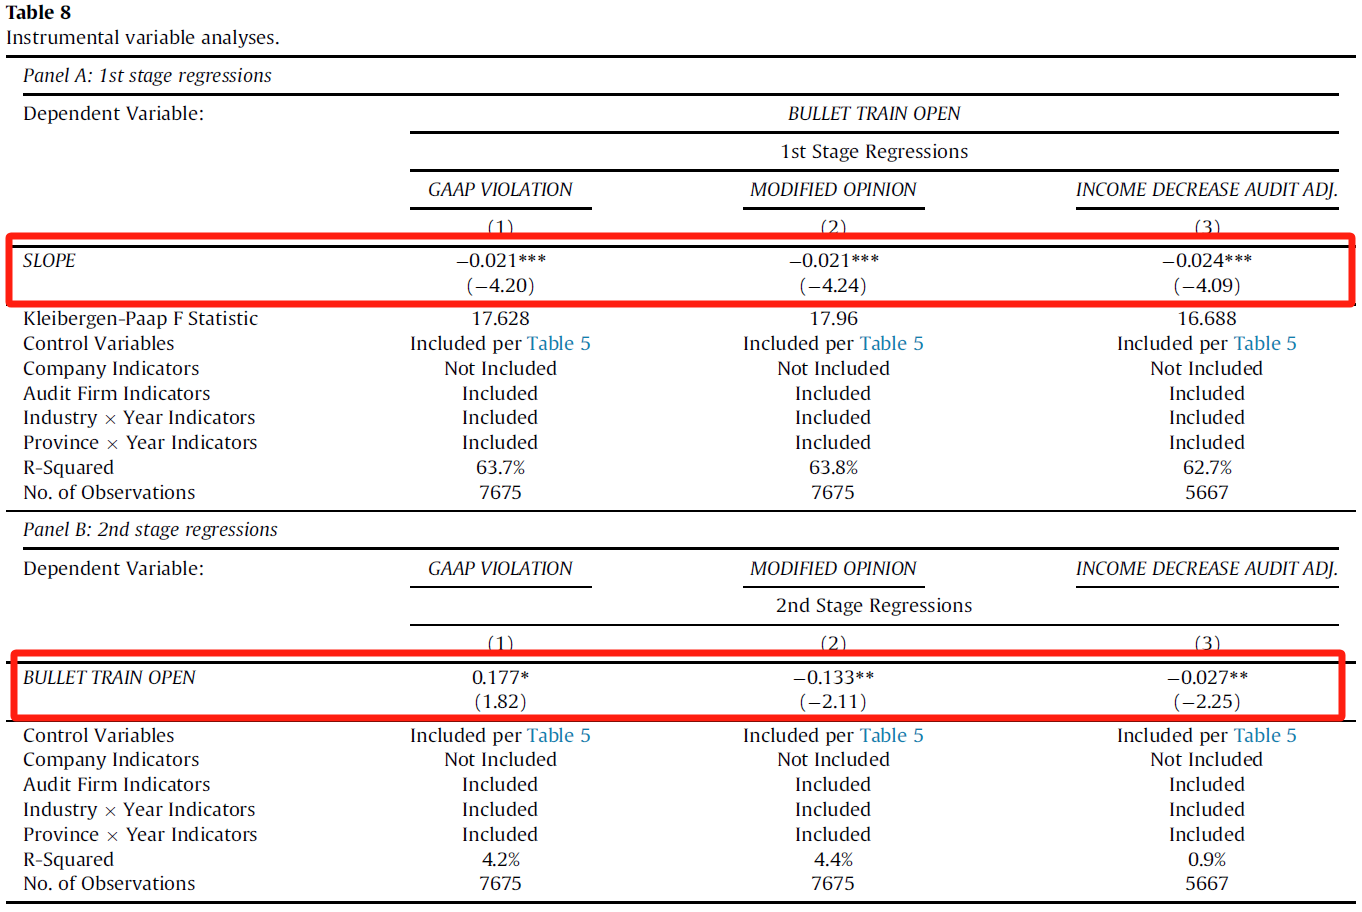 Table 8
Instrumental variable analyses.
Panel A: 1st stage regressions
Dependent Variable: BULLET TRAIN OPEN
1st Stage Regressions
GAAP VIOLATION MODIFIED OPINION INCOME DECREASE AUDIT ADJ.
(1) (2) (3)
SLOPE −0.021*** −0.021*** −0.024***
(−4.20) (−4.24) (−4.09)
Kleibergen-Paap F Statistic 17.628 17.96 16.688
Control Variables Included per Table 5 Included per Table 5 Included per Table 5
Company Indicators Not Included Not Included Not Included
Audit Firm Indicators Included Included Included
Industry × Year Indicators Included Included Included
Province × Year Indicators Included Included Included
R-Squared 63.7% 63.8% 62.7%
No. of Observations 7675 7675 5667
Panel B: 2nd stage regressions
Dependent Variable: GAAP VIOLATION MODIFIED OPINION INCOME DECREASE AUDIT ADJ.
2nd Stage Regressions
(1) (2) (3)
BULLET TRAIN OPEN 0.177* −0.133** −0.027**
(1.82) (−2.11) (−2.25)
Control Variables Included per Table 5 Included per Table 5 Included per Table 5
Company Indicators Not Included Not Included Not Included
Audit Firm Indicators Included Included Included
Industry × Year Indicators Included Included Included
Province × Year Indicators Included Included Included
R-Squared 4.2% 4.4% 0.9%
No. of Observations 7675 7675 5667